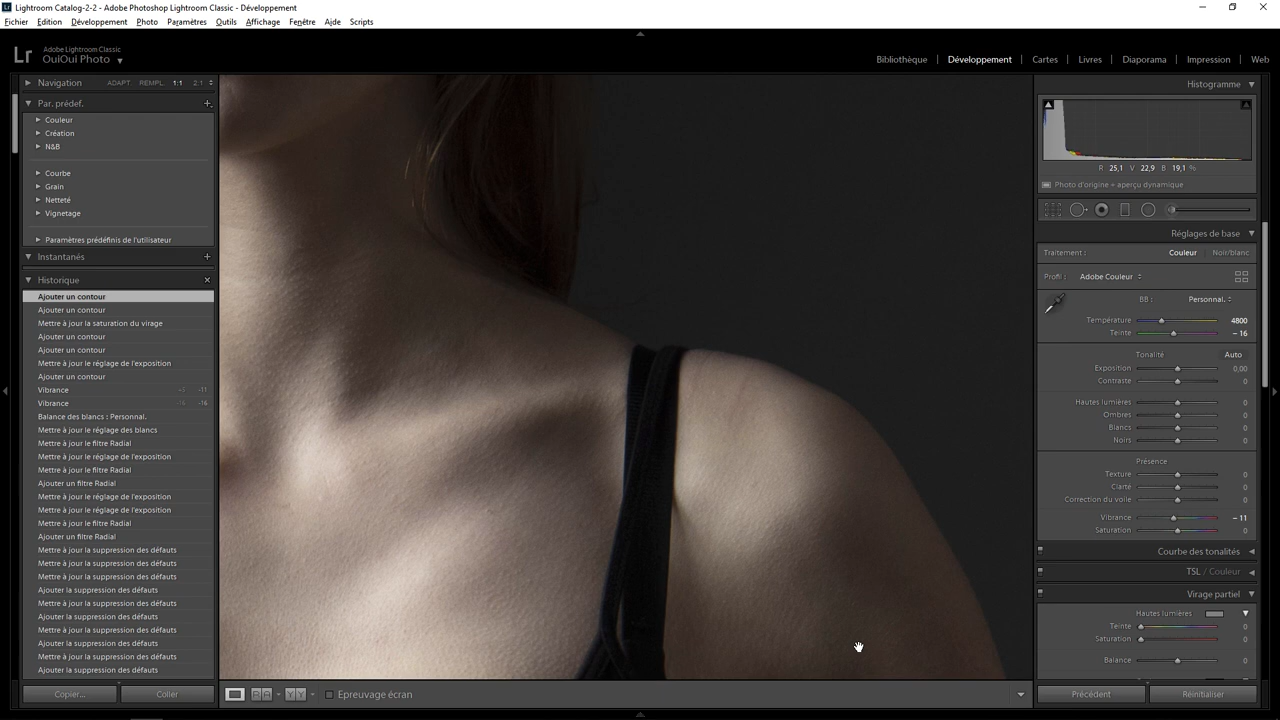 Lightroom Catalog-2-2 - Adobe Photoshop Lightroom Classic - Développement
Fichier Edition Développement Photo Paramètres Outils Affichage Fenêtre Aide Scripts
Lr Adobe Lightroom Classic
OuiOui Photo
Bibliothèque Développement Cartes Livres Diaporama Impression Web
Navigation ADAPT. REMPL. 1:1 2:1
Par. prédéf.
Couleur
Création
N&B
Courbe
Grain
Netteté
Vignetage
Paramètres prédéfinis de l'utilisateur
Instantanés
Historique
Ajouter un contour
Ajouter un contour
Mettre à jour la saturation du virage
Ajouter un contour
Ajouter un contour
Mettre à jour le réglage de l'exposition
Ajouter un contour
Vibrance -11
Vibrance -16 -16
Balance des blancs : Personnal.
Mettre à jour le réglage des blancs
Mettre à jour le filtre Radial
Mettre à jour le réglage de l'exposition
Mettre à jour le filtre Radial
Ajouter un filtre Radial
Mettre à jour le réglage de l'exposition
Mettre à jour le réglage de l'exposition
Mettre à jour le filtre Radial
Ajouter un filtre Radial
Mettre à jour la suppression des défauts
Mettre à jour la suppression des défauts
Mettre à jour la suppression des défauts
Ajouter la suppression des défauts
Mettre à jour la suppression des défauts
Ajouter la suppression des défauts
Mettre à jour la suppression des défauts
Ajouter la suppression des défauts
Mettre à jour la suppression des défauts
Ajouter la suppression des défauts
Copier... Coller
Epreuvage écran
Histogramme
R 25,1 V 22,9 B 19,1 %
Photo d'origine + aperçu dynamique
Réglages de base
Traitement : Couleur Noir/blanc
Profil : Adobe Couleur
BB : Personnal.
Température 4800
Teinte - 16
Tonalité Auto
Exposition 0,00
Contraste 0
Hautes lumières 0
Ombres 0
Blancs 0
Noirs 0
Présence
Texture 0
Clarté 0
Correction du voile 0
Vibrance - 11
Saturation 0
Courbe des tonalités
TSL / Couleur
Virage partiel
Hautes lumières
Teinte 0
Saturation 0
Balance 0
Précédent Réinitialiser